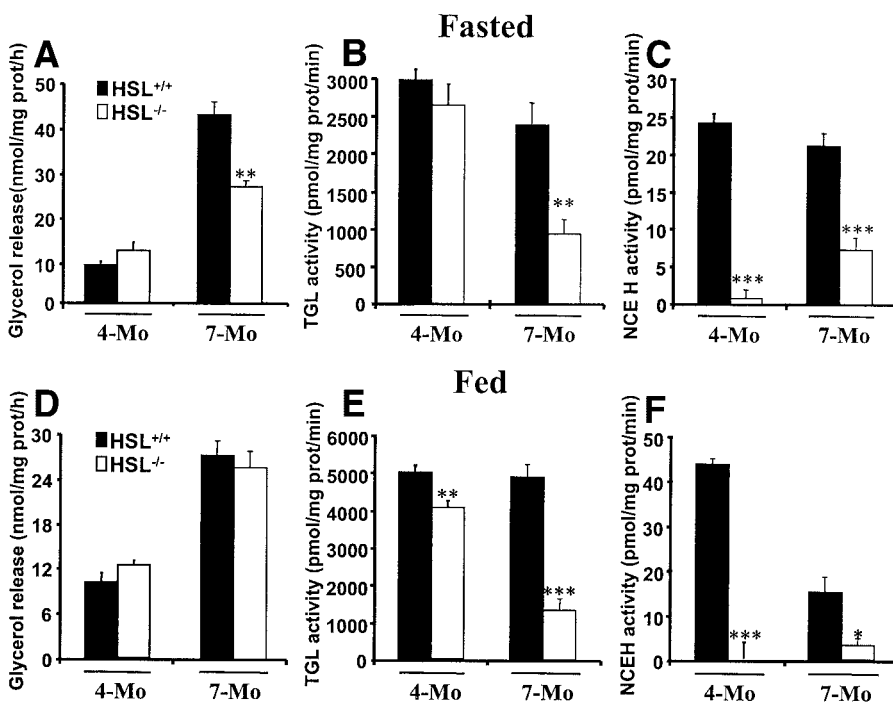 Fasted
A
Glycerol release(nmol/mg prot/h)
50
40
30
20
10
0
HSL+/+
HSL-/-
**
4-Mo
7-Mo
B
TGL activity (pmol/mg prot/min)
3000
2500
2000
1500
1000
500
0
**
4-Mo
7-Mo
C
NCE H activity (pmol/mg prot/min)
30
25
20
15
10
5
0
***
***
4-Mo
7-Mo
Fed
D
Glycerol release (nmol/mg prot/h)
30
24
18
12
6
0
HSL+/+
HSL-/-
4-Mo
7-Mo
E
TGL activity (pmol/mg prot/min)
6000
5000
4000
3000
2000
1000
0
**
***
4-Mo
7-Mo
F
NCEH activity (pmol/mg prot/min)
50
40
30
20
10
0
***
*
4-Mo
7-Mo